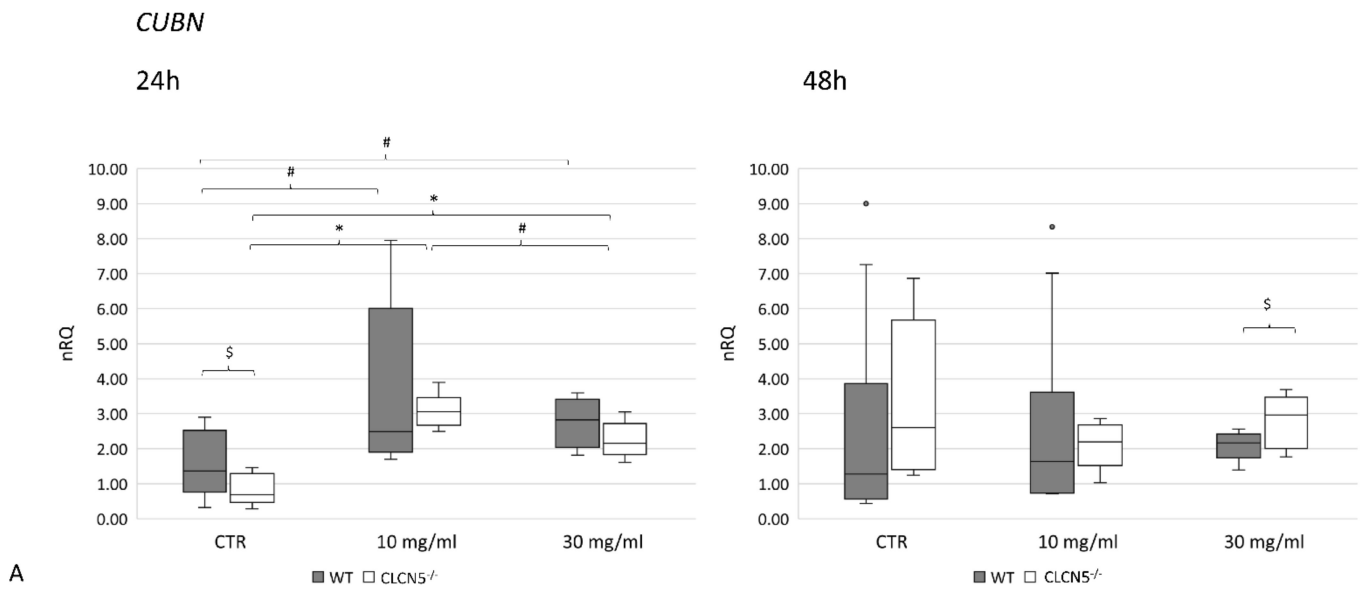 CUBN
24h
nRQ
10.00
9.00
8.00
7.00
6.00
5.00
4.00
3.00
2.00
1.00
0.00
#
#
*
*
#
$
CTR
10 mg/ml
30 mg/ml
WT
CLCN5-/-
48h
nRQ
10.00
9.00
8.00
7.00
6.00
5.00
4.00
3.00
2.00
1.00
0.00
$
CTR
10 mg/ml
30 mg/ml
WT
CLCN5-/-
A